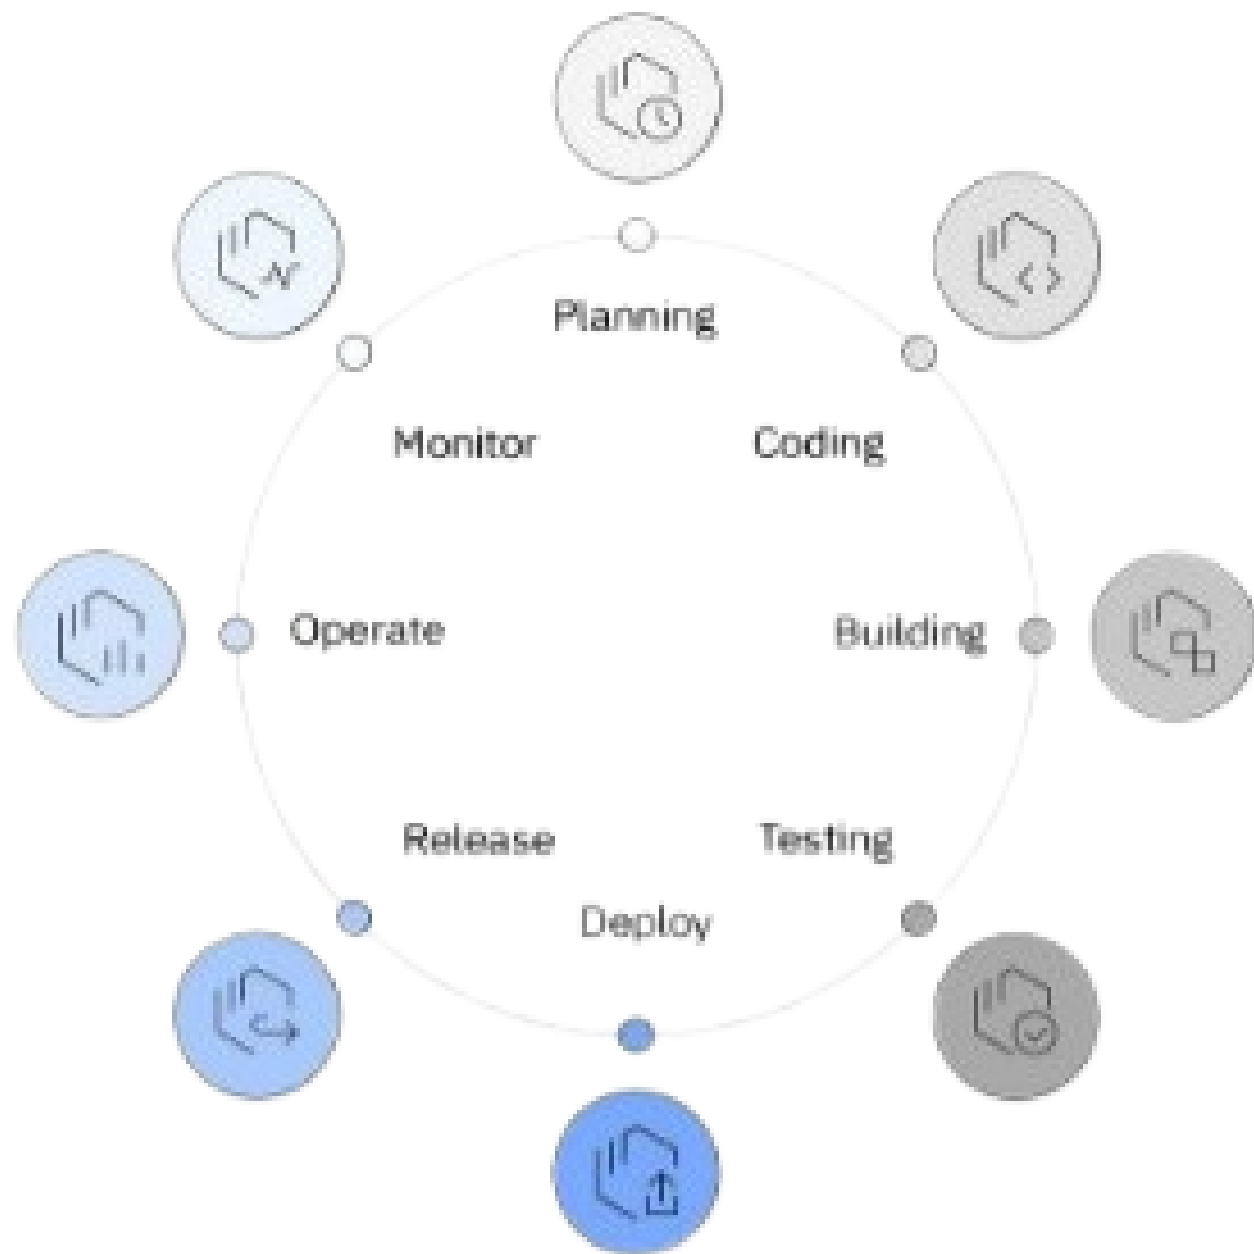 Planning
Monitor
Coding
Operate
Building
Release
Testing
Deploy